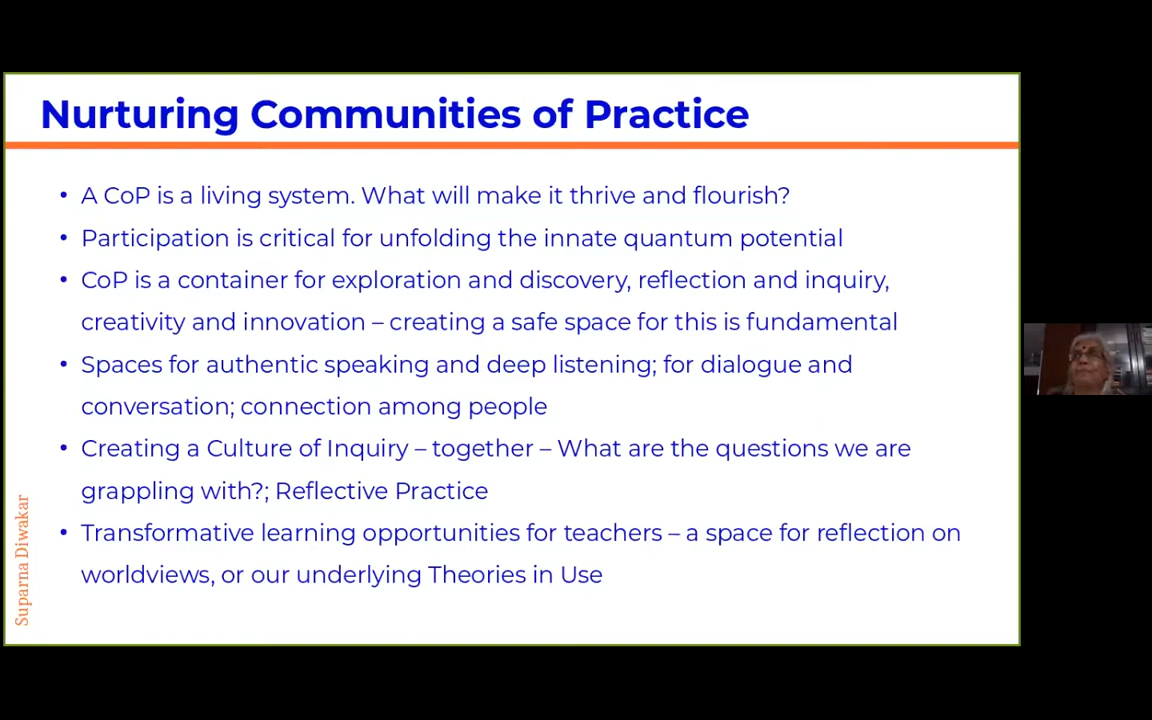 Nurturing Communities of Practice
• A CoP is a living system. What will make it thrive and flourish?
• Participation is critical for unfolding the innate quantum potential
• CoP is a container for exploration and discovery, reflection and inquiry,
creativity and innovation – creating a safe space for this is fundamental
• Spaces for authentic speaking and deep listening; for dialogue and
conversation; connection among people
• Creating a Culture of Inquiry – together – What are the questions we are
grappling with?; Reflective Practice
• Transformative learning opportunities for teachers – a space for reflection on
worldviews, or our underlying Theories in Use
Suparna Diwakar